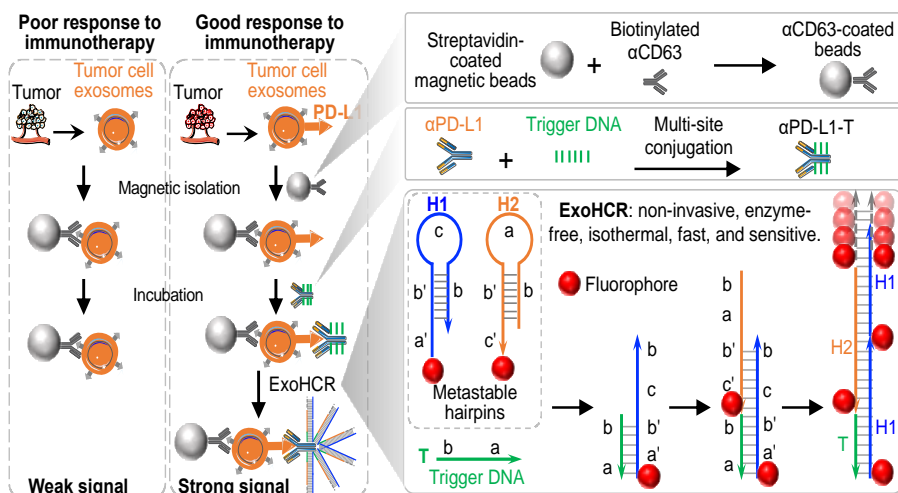 Poor response to
immunotherapy
Good response to
immunotherapy
Tumor cell
exosomes
Tumor
Tumor cell
exosomes
Tumor
PD-L1
Magnetic isolation
Incubation
ExoHCR
Weak signal
Strong signal
Streptavidin-
coated
magnetic beads
+
Biotinylated
αCD63
αCD63-coated
beads
αPD-L1
+
Trigger DNA
Multi-site
conjugation
αPD-L1-T
H1
H2
c
a
b'
b
b'
b
a'
c'
Metastable
hairpins
T
b
a
Trigger DNA
ExoHCR: non-invasive, enzyme-
free, isothermal, fast, and sensitive.
Fluorophore
b
c
b
b'
a
a'
b
a
b'
b
c'
c
b
b'
a
a'
H1
H2
T
H1